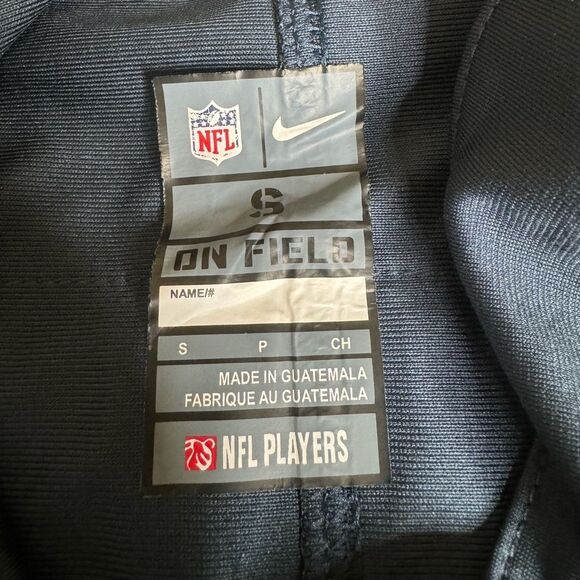 NFL
S
ON FIELD
NAME/#
S P CH
MADE IN GUATEMALA
FABRIQUE AU GUATEMALA
NFL PLAYERS